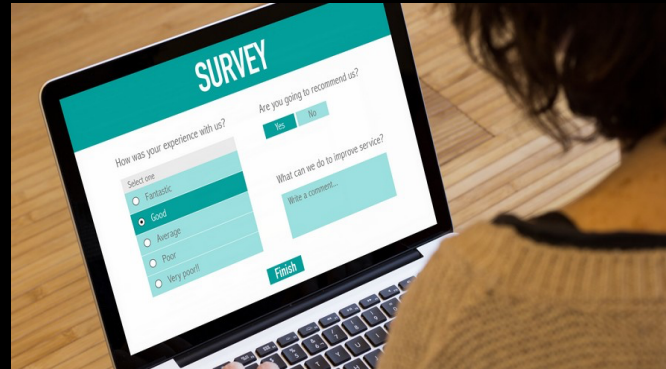 SURVEY
How was your experience with us?
Select one
Fantastic
Good
Average
Poor
Very poor!!
Are you going to recommend us?
Yes No
What can we do to improve service?
Write a comment...
Finish